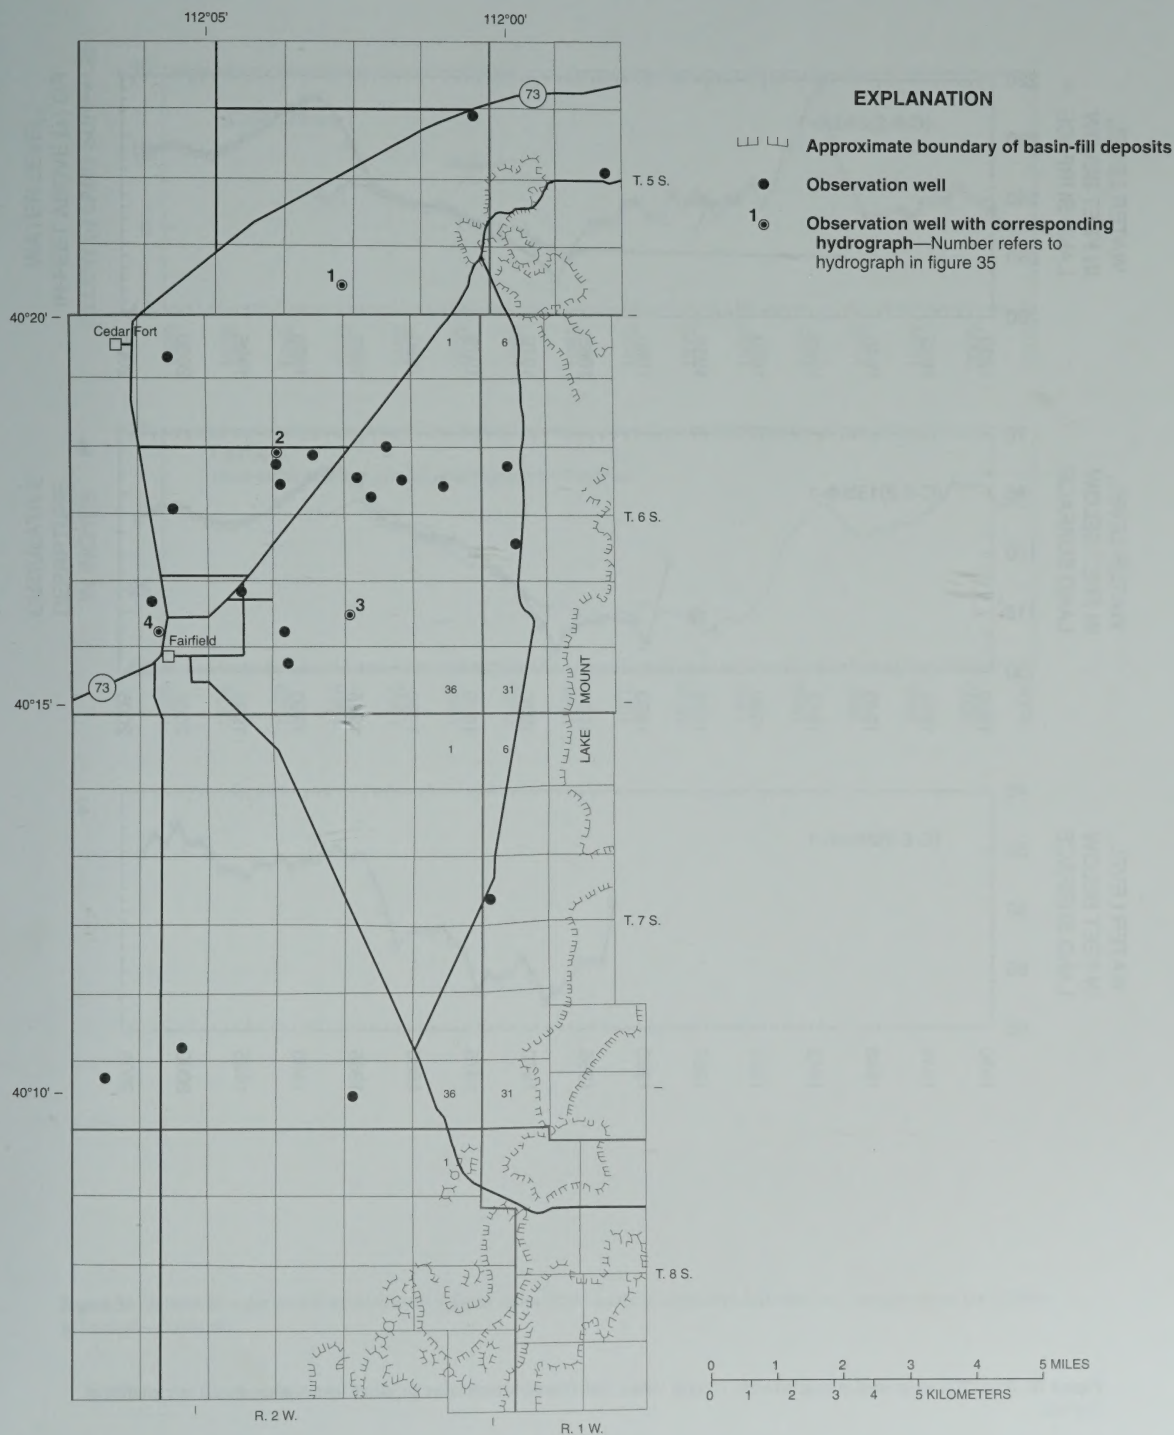 112°05' 112°00'
73
EXPLANATION
Approximate boundary of basin-fill deposits
Observation well
1 Observation well with corresponding
hydrograph—Number refers to
hydrograph in figure 35
T. 5 S.
1
40°20'
Cedar Fort
1 6
2
T. 6 S.
3
4
Fairfield
73
36 31
MOUNT
40°15'
LAKE
1 6
T. 7 S.
40°10'
36 31
1
T. 8 S.
0 1 2 3 4 5 MILES
0 1 2 3 4 5 KILOMETERS
R. 2 W.
R. 1 W.